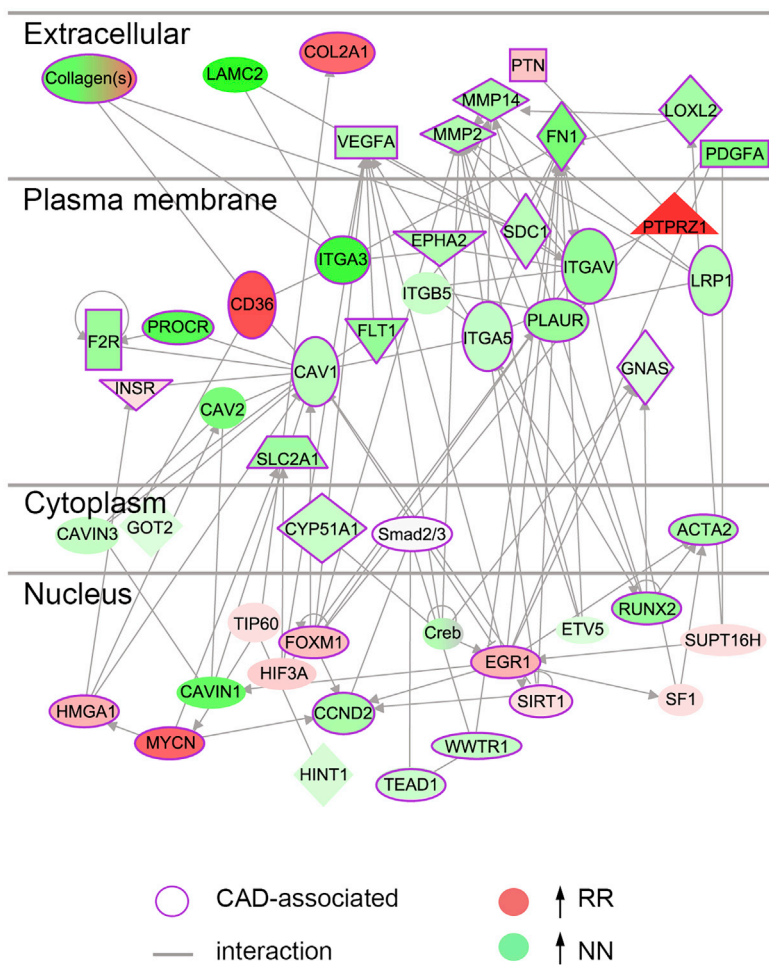 Extracellular
COL2A1
Collagen(s)
LAMC2
PTN
MMP14
LOXL2
VEGFA
MMP2
FN1
PDGFA
Plasma membrane
PTPRZ1
EPHA2
SDC1
ITGA3
ITGAV
LRP1
CD36
ITGB5
PROCR
F2R
FLT1
ITGA5
PLAUR
INSR
CAV1
GNAS
CAV2
SLC2A1
Cytoplasm
CAVIN3
GOT2
CYP51A1
Smad2/3
ACTA2
Nucleus
TIP60
FOXM1
Creb
ETV5
RUNX2
SUPT16H
HIF3A
EGR1
CAVIN1
SIRT1
SF1
HMGA1
CCND2
MYCN
WWTR1
HINT1
TEAD1
CAD-associated
RR
interaction
NN